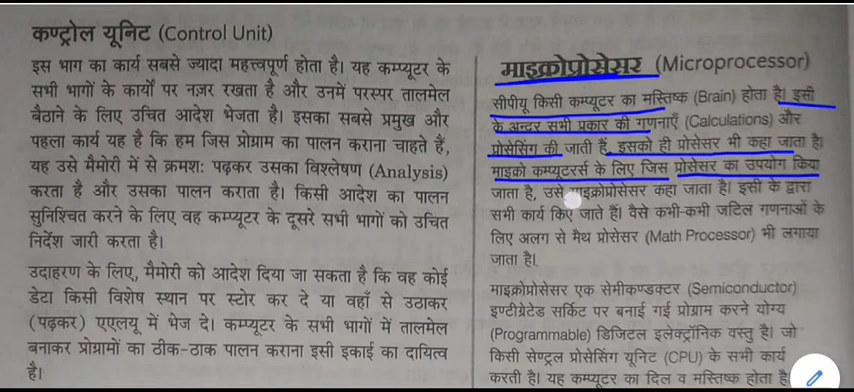 कण्ट्रोल यूनिट (Control Unit)
इस भाग का कार्य सबसे ज्यादा महत्त्वपूर्ण होता है। यह कम्प्यूटर के
सभी भागों के कार्यों पर नज़र रखता है और उनमें परस्पर तालमेल
बैठाने के लिए उचित आदेश भेजता है। इसका सबसे प्रमुख और
पहला कार्य यह है कि हम जिस प्रोग्राम का पालन कराना चाहते हैं,
यह उसे मैमोरी में से क्रमश: पढ़कर उसका विश्लेषण (Analysis)
करता है और उसका पालन कराता है। किसी आदेश का पालन
सुनिश्चित करने के लिए वह कम्प्यूटर के दूसरे सभी भागों को उचित
निर्देश जारी करता है।
उदाहरण के लिए, मैमोरी को आदेश दिया जा सकता है कि वह कोई
डेटा किसी विशेष स्थान पर स्टोर कर दे या वहाँ से उठाकर
(पढ़कर) एएलयू में भेज दे। कम्प्यूटर के सभी भागों में तालमेल
बनाकर प्रोग्रामों का ठीक-ठाक पालन कराना इसी इकाई का दायित्व
है।
माइक्रोप्रोसेसर (Microprocessor)
सीपीयू किसी कम्प्यूटर का मस्तिष्क (Brain) होता है। इसी
के अन्दर सभी प्रकार की गणनाएँ (Calculations) और
प्रोसेसिंग की जाती हैं, इसको ही प्रोसेसर भी कहा जाता है।
माइक्रो कम्प्यूटरर्स के लिए जिस प्रोसेसर का उपयोग किया
जाता है, उसे माइक्रोप्रोसेसर कहा जाता है। इसी के द्वारा
सभी कार्य किए जाते हैं। वैसे कभी-कभी जटिल गणनाओं के
लिए अलग से मैथ प्रोसेसर (Math Processor) भी लगाया
जाता है।
माइक्रोप्रोसेसर एक सेमीकण्डक्टर (Semiconductor)
इण्टीग्रेटेड सर्किट पर बनाई गई प्रोग्राम करने योग्य
(Programmable) डिजिटल इलेक्ट्रॉनिक वस्तु है। जो
किसी सेण्ट्रल प्रोसेसिंग यूनिट (CPU) के सभी कार्य
करती है। यह कम्प्यूटर का दिल व मस्तिष्क होता है